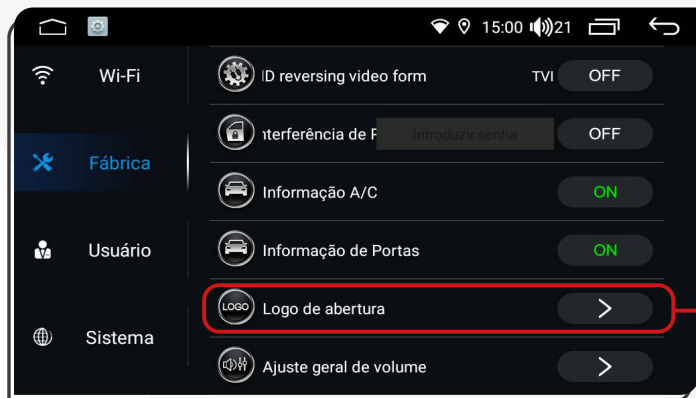 15:00 21
Wi-Fi
Fábrica
Usuário
Sistema
ID reversing video form TVI OFF
nterferência de F Introduzir senha OFF
Informação A/C ON
Informação de Portas ON
LOGO Logo de abertura
Ajuste geral de volume